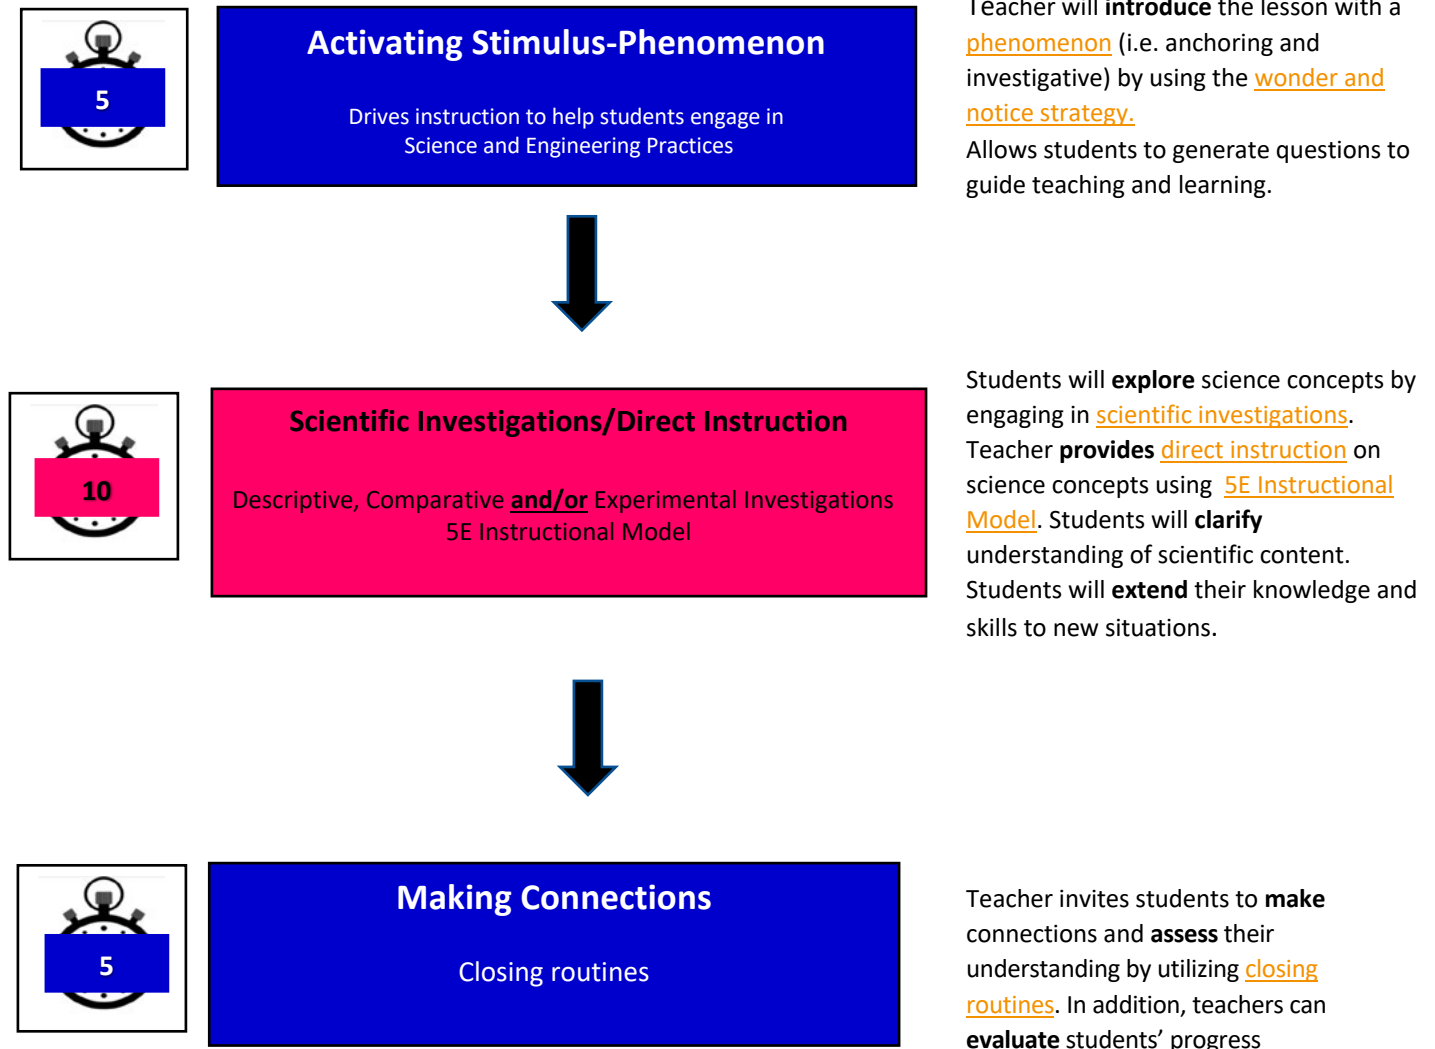 Teacher will introduce the lesson with a
phenomenon (i.e. anchoring and
investigative) by using the wonder and
notice strategy.
Allows students to generate questions to
guide teaching and learning.
5
Activating Stimulus-Phenomenon
Drives instruction to help students engage in
Science and Engineering Practices
10
Scientific Investigations/Direct Instruction
Descriptive, Comparative and/or Experimental Investigations
5E Instructional Model
Students will explore science concepts by
engaging in scientific investigations.
Teacher provides direct instruction on
science concepts using 5E Instructional
Model. Students will clarify
understanding of scientific content.
Students will extend their knowledge and
skills to new situations.
5
Making Connections
Closing routines
Teacher invites students to make
connections and assess their
understanding by utilizing closing
routines. In addition, teachers can
evaluate students' progress